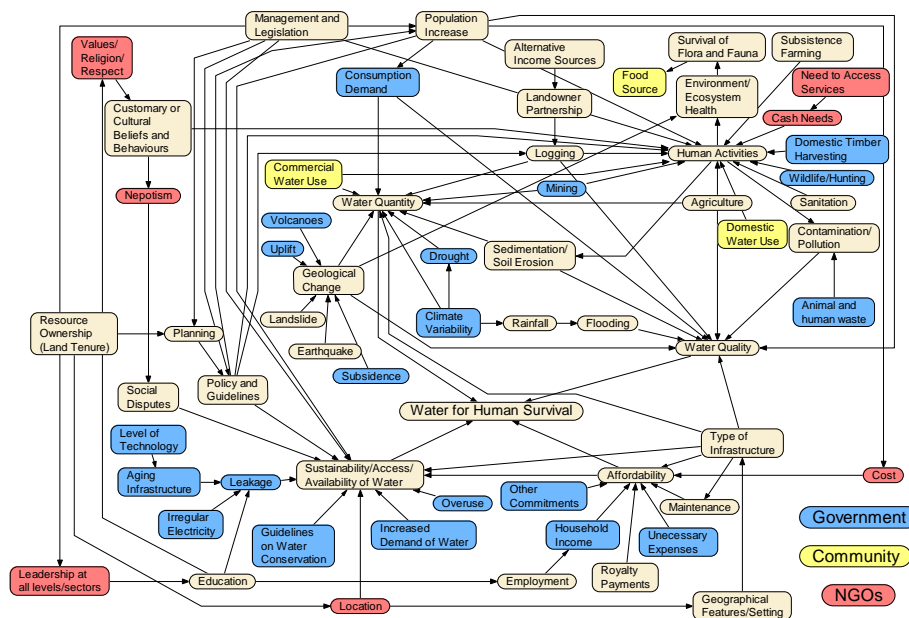 Management and
Legislation
Population
Increase
Values/
Religion/
Respect
Alternative
Income Sources
Survival of
Flora and Fauna
Subsistence
Farming
Consumption
Demand
Food
Source
Environment/
Ecosystem
Health
Need to Access
Services
Customary or
Cultural
Beliefs and
Behaviours
Landowner
Partnership
Cash Needs
Domestic Timber
Harvesting
Logging
Human Activities
Commercial
Water Use
Mining
Wildlife/Hunting
Nepotism
Water Quantity
Agriculture
Sanitation
Volcanoes
Domestic
Water Use
Contamination/
Pollution
Uplift
Drought
Sedimentation/
Soil Erosion
Geological
Change
Animal and
human waste
Resource
Ownership
(Land Tenure)
Landslide
Climate
Variability
Rainfall
Flooding
Planning
Earthquake
Water Quality
Subsidence
Social
Disputes
Policy and
Guidelines
Water for Human Survival
Level of
Technology
Type of
Infrastructure
Aging
Infrastructure
Leakage
Sustainability/Access/
Availability of Water
Affordability
Cost
Other
Commitments
Overuse
Maintenance
Irregular
Electricity
Guidelines
on Water
Conservation
Increased
Demand of Water
Household
Income
Unecessary
Expenses
Government
Community
Leadership at
all levels/sectors
Education
Employment
Royalty
Payments
NGOs
Location
Geographical
Features/Setting